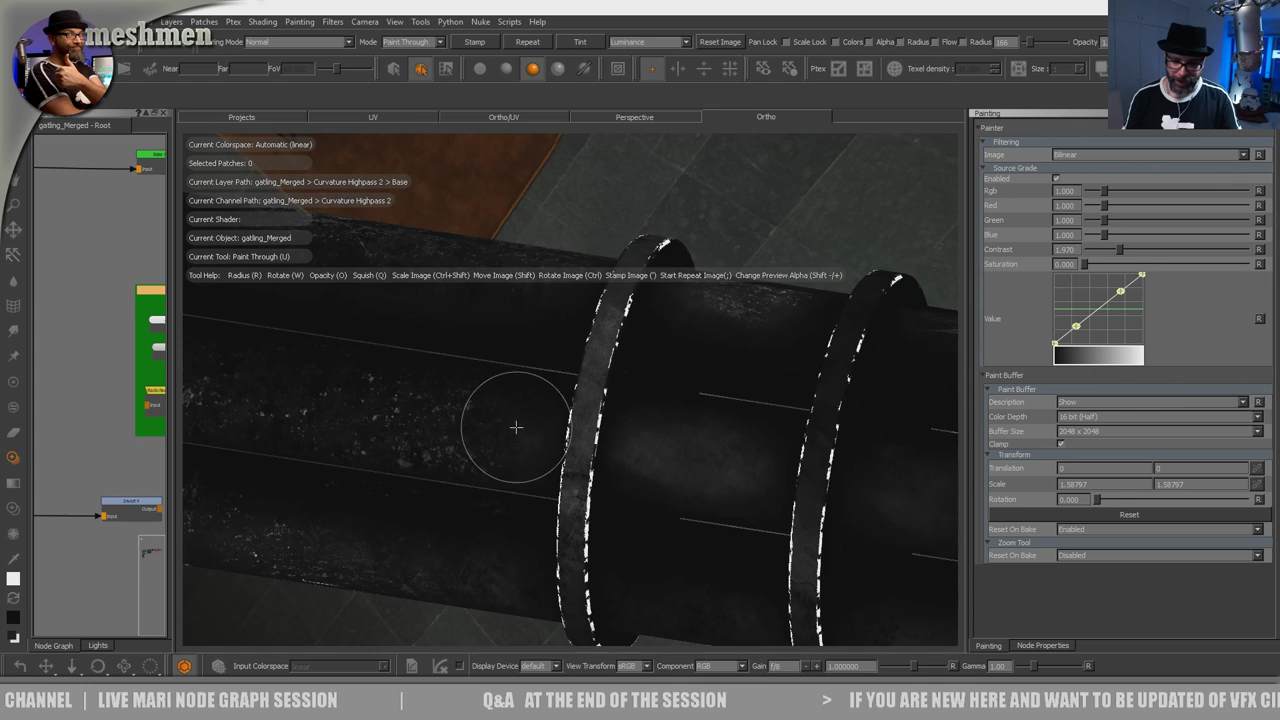 meshmen
Layers Patches Ptex Shading Painting Filters Camera View Tools Python Nuke Scripts Help
Mode Normal Mode Paint Through Stamp Repeat Tint Luminance Reset Image Pan Lock Scale Lock Colors Alpha Radius Flow Radius 166 Opacity
Near Far FoV Ptex Texel density: Size :
gatling_Merged - Root
Projects UV Ortho/UV Perspective Ortho
Current Colorspace: Automatic (linear)
Selected Patches: 0
Current Layer Path: gatling_Merged > Curvature Highpass 2 > Base
Current Channel Path: gatling_Merged > Curvature Highpass 2
Current Shader:
Current Object: gatling_Merged
Current Tool: Paint Through (U)
Tool Help: Radius (R) Rotate (W) Opacity (O) Squish (Q) Scale Image (Ctrl+Shift) Move Image (Shift) Rotate Image (Ctrl) Stamp Image (') Start Repeat Image(;) Change Preview Alpha (Shift -/+)
Input
Input
Invert
Output
Input
Node Graph Lights
Painting
Painter
Filtering
Image Bilinear R
Source Grade
Enabled
Rgb 1.000 R
Red 1.000 R
Green 1.000 R
Blue 1.000 R
Contrast 1.970 R
Saturation 0.000 R
Value R
Paint Buffer
Paint Buffer
Description Show R
Color Depth 16 bit (Half)
Buffer Size 2048 x 2048
Clamp
Transform
Translation 0 0
Scale 1.58797 1.58797
Rotation 0.000 R
Reset
Reset On Bake Enabled
Zoom Tool
Reset On Bake Disabled
Painting Node Properties
Input Colorspace linear Display Device default View Transform sRGB Component RGB Gain f/8 - + 1.000000 R Gamma 1.00 R
CHANNEL | LIVE MARI NODE GRAPH SESSION | Q&A AT THE END OF THE SESSION > IF YOU ARE NEW HERE AND WANT TO BE UPDATED OF VFX